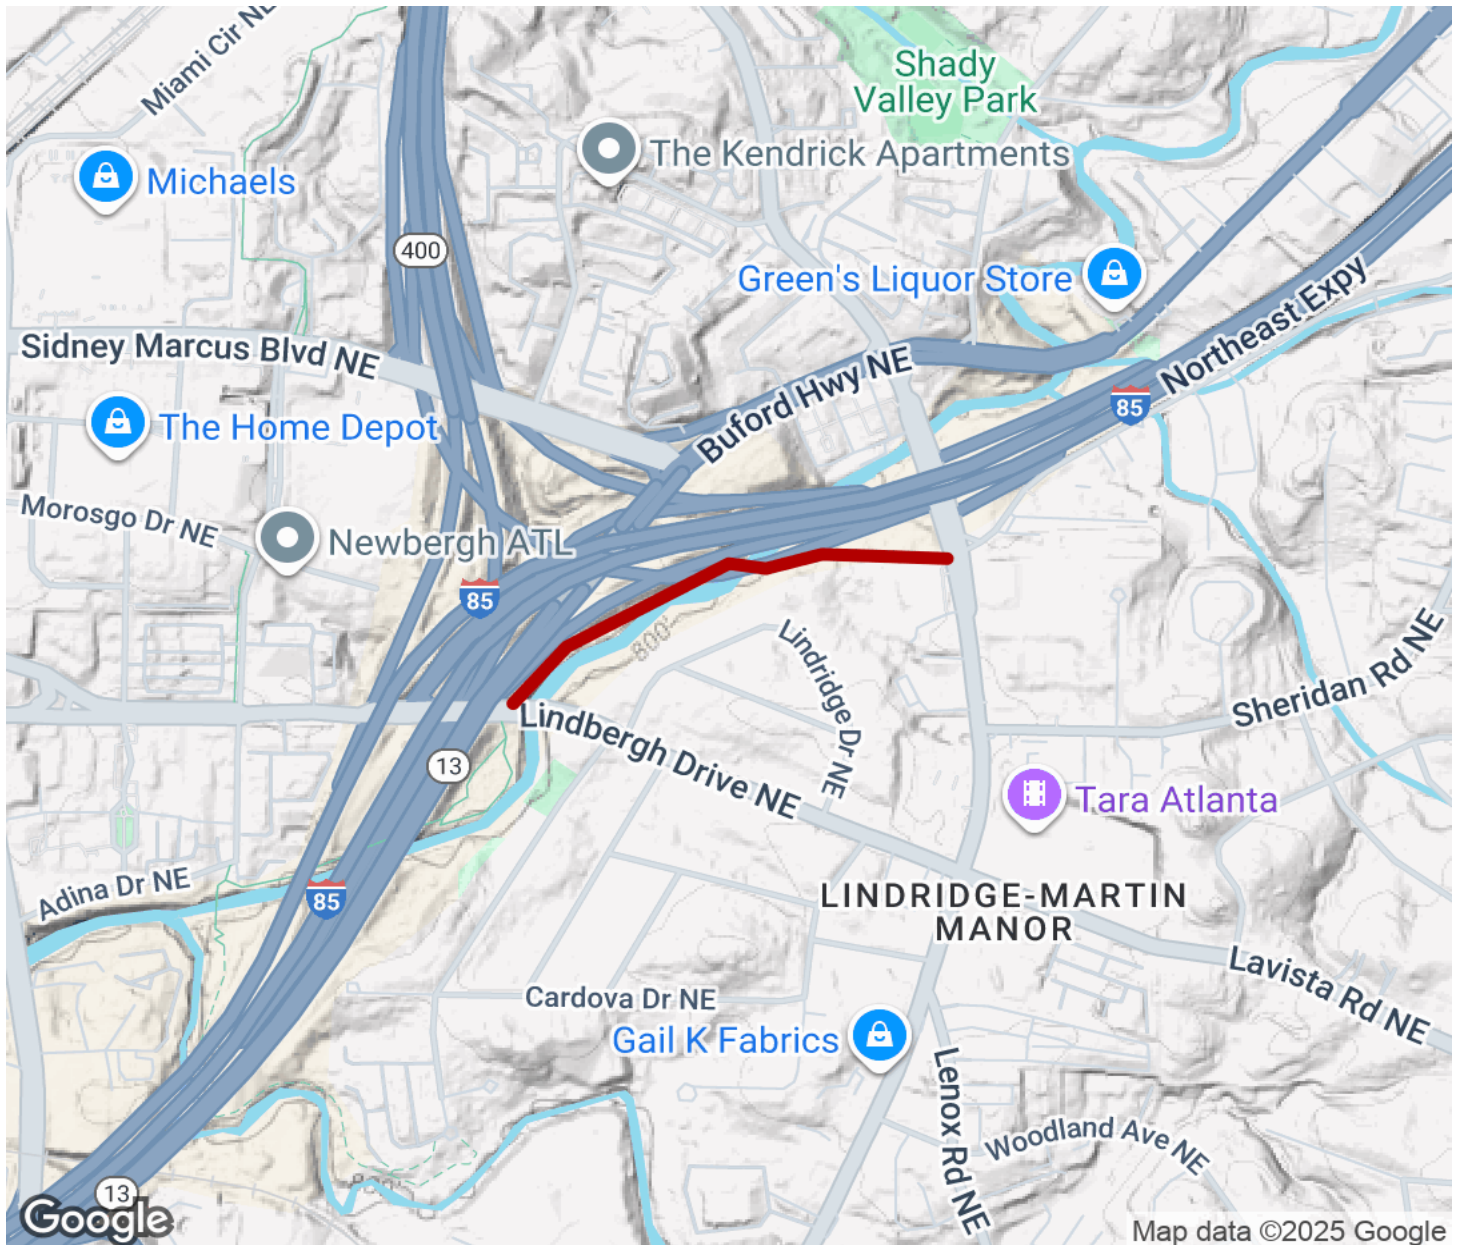 Miami Cir NE
Shady
Valley Park
The Kendrick Apartments
Michaels
400
Green's Liquor Store
Northeast Expy
Sidney Marcus Blvd NE
Buford Hwy NE
85
The Home Depot
Morosgo Dr NE
Newbergh ATL
85
800'
Lindridge Dr NE
Sheridan Rd NE
Lindbergh Drive NE
13
Tara Atlanta
Adina Dr NE
85
LINDRIDGE-MARTIN
MANOR
Lavista Rd NE
Cardova Dr NE
Gail K Fabrics
Lenox Rd NE
Woodland Ave NE
13
Google
Map data ©2025 Google